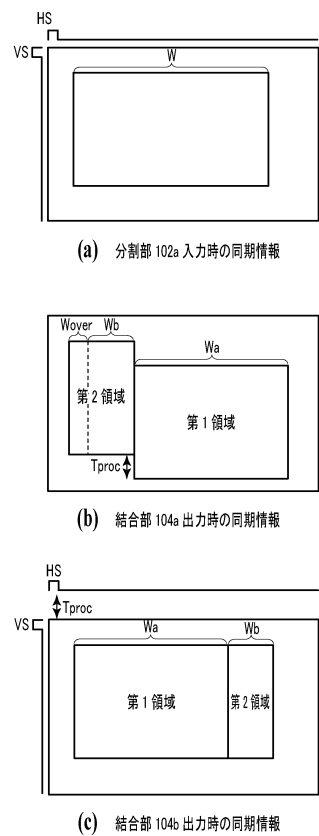 HS
VS
W
(a) 分割部 102a 入力時の同期情報
Wover Wb
Wa
第2領域
第1領域
Tproc
(b) 結合部 104a 出力時の同期情報
HS
Tproc
VS
Wa Wb
第1領域 第2領域
(c) 結合部 104b 出力時の同期情報